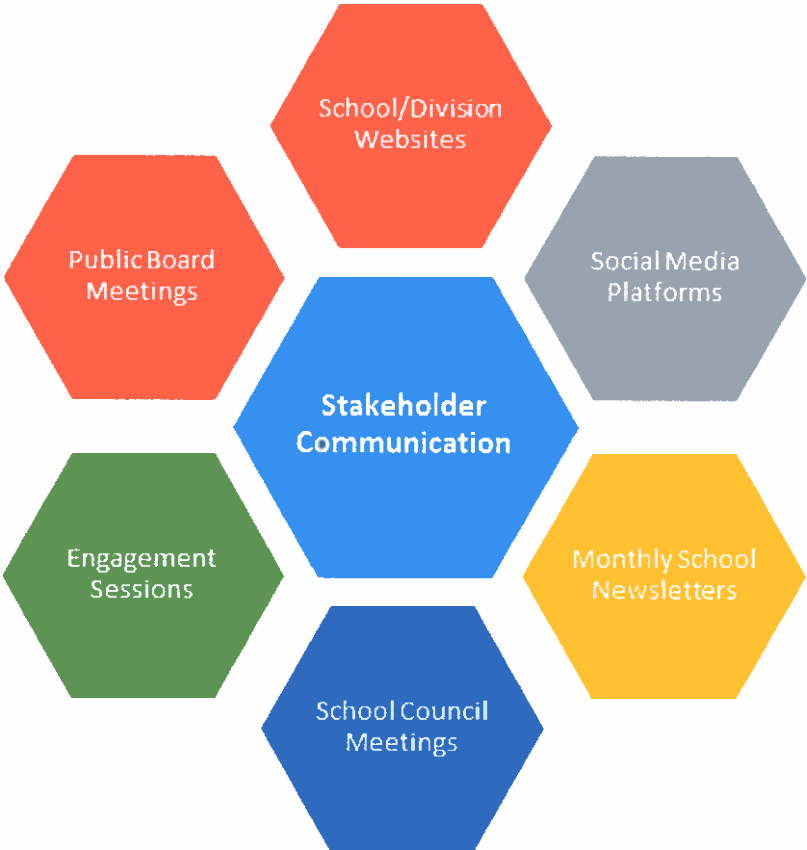 School/Division
Websites
Public Board
Meetings
Social Media
Platforms
Stakeholder
Communication
Engagement
Sessions
Monthly School
Newsletters
School Council
Meetings